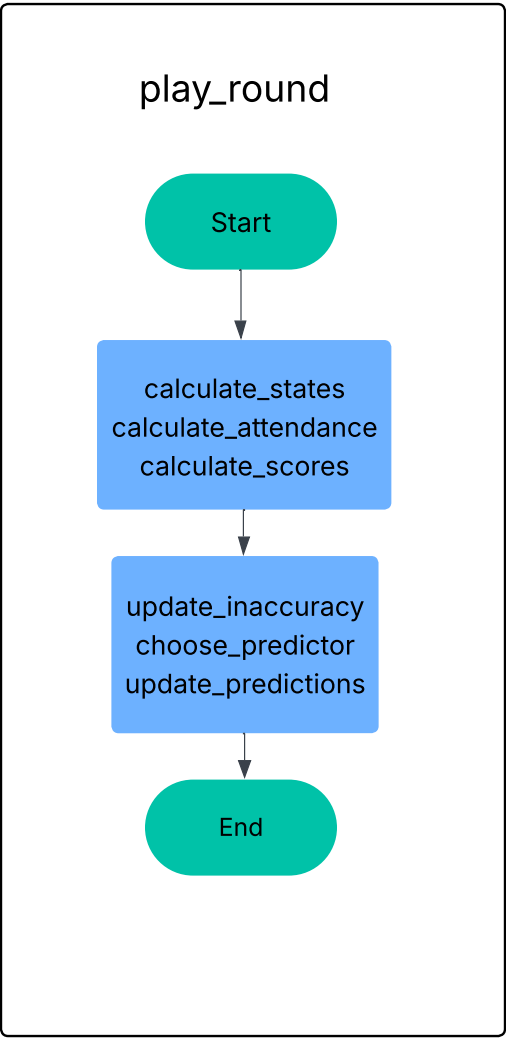 play_round
Start
calculate_states
calculate_attendance
calculate_scores
update_inaccuracy
choose_predictor
update_predictions
End